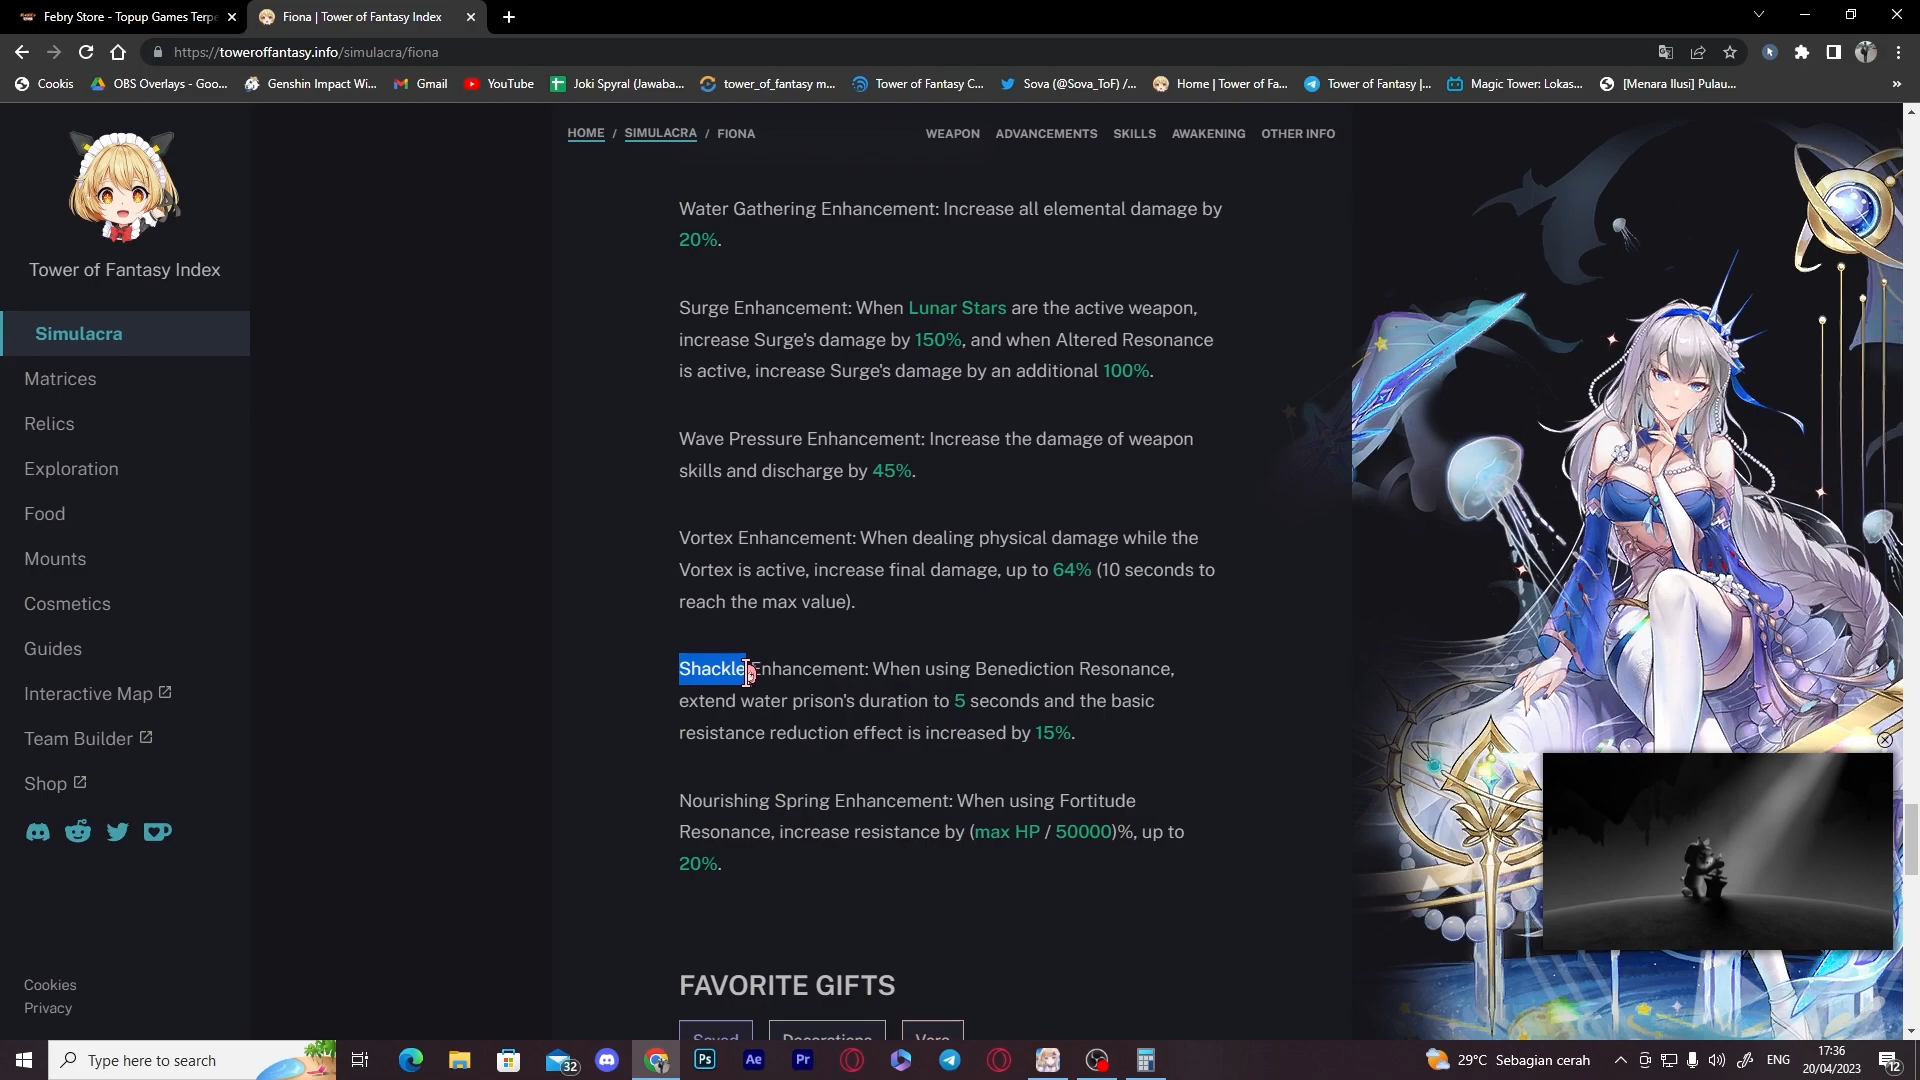 Febry Store - Topup Games Terpe
Fiona | Tower of Fantasy Index
https://toweroffantasy.info/simulacra/fiona
Cookis
OBS Overlays - Goo...
Genshin Impact Wi...
Gmail
YouTube
Joki Spyral (Jawaba...
tower_of_fantasy m...
Tower of Fantasy C...
Sova (@Sova_ToF) /...
Home | Tower of Fa...
Tower of Fantasy |...
Magic Tower: Lokas...
[Menara Ilusi] Pulau...
Tower of Fantasy Index
Simulacra
Matrices
Relics
Exploration
Food
Mounts
Cosmetics
Guides
Interactive Map
Team Builder
Shop
Cookies
Privacy
HOME / SIMULACRA / FIONA
WEAPON ADVANCEMENTS SKILLS AWAKENING OTHER INFO
Water Gathering Enhancement: Increase all elemental damage by
20%.
Surge Enhancement: When Lunar Stars are the active weapon,
increase Surge's damage by 150%, and when Altered Resonance
is active, increase Surge's damage by an additional 100%.
Wave Pressure Enhancement: Increase the damage of weapon
skills and discharge by 45%.
Vortex Enhancement: When dealing physical damage while the
Vortex is active, increase final damage, up to 64% (10 seconds to
reach the max value).
Shackle Enhancement: When using Benediction Resonance,
extend water prison's duration to 5 seconds and the basic
resistance reduction effect is increased by 15%.
Nourishing Spring Enhancement: When using Fortitude
Resonance, increase resistance by (max HP / 50000)%, up to
20%.
FAVORITE GIFTS
Decorations
Type here to search
32
Ps
Ae
Pr
29°C Sebagian cerah
ENG
17:36
20/04/2023
12